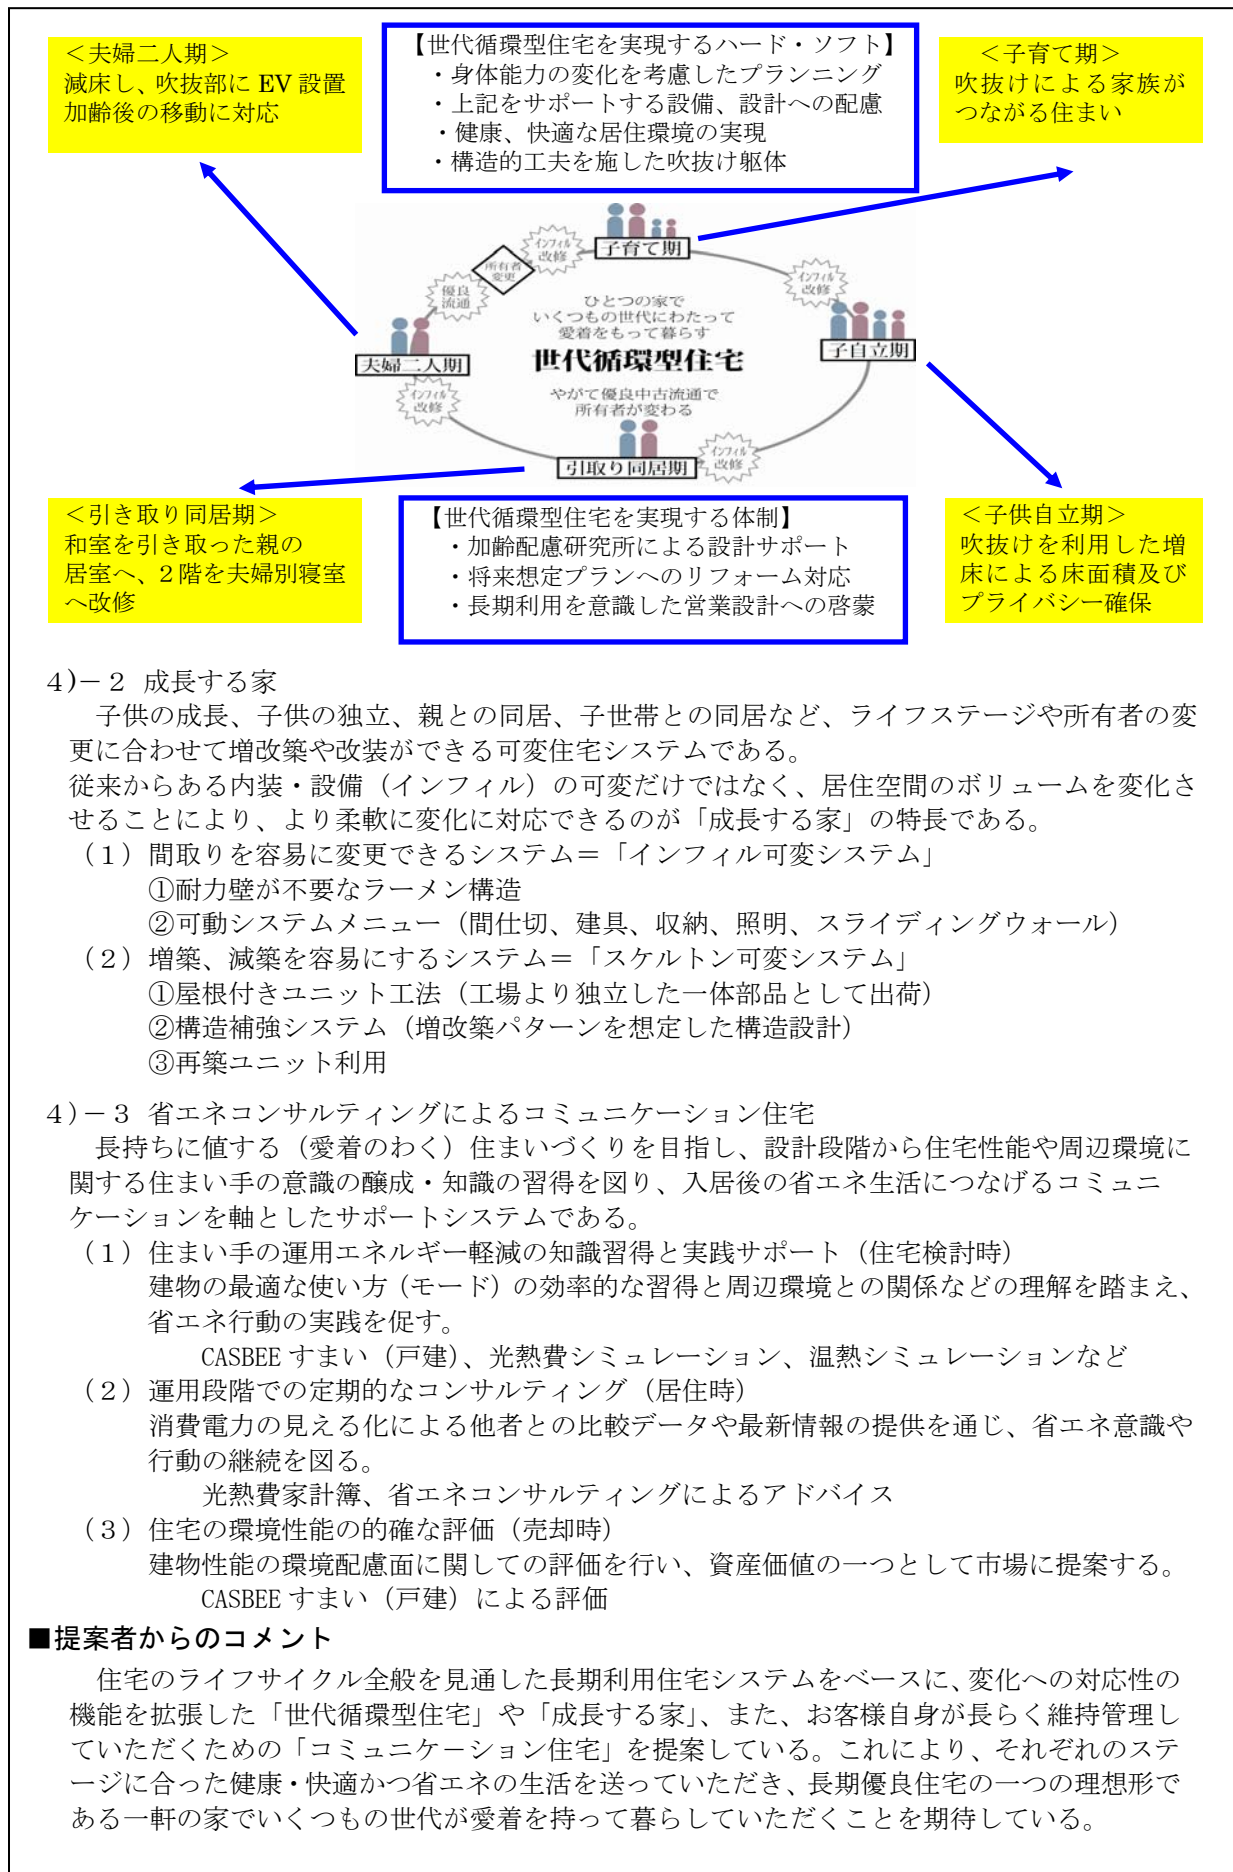 ＜夫婦二人期＞
減床し、吹抜部に EV 設置
加齢後の移動に対応
【世代循環型住宅を実現するハード・ソフト】
・身体能力の変化を考慮したプランニング
・上記をサポートする設備、設計への配慮
・健康、快適な居住環境の実現
・構造的工夫を施した吹抜け躯体
＜子育て期＞
吹抜けによる家族が
つながる住まい
子育て期
インフィル
改修
所有者
変更
優良
流通
インフィル
改修
ひとつの家で
いくつもの世代にわたって
愛着をもって暮らす
世代循環型住宅
やがて優良中古流通で
所有者が変わる
夫婦二人期
子自立期
インフィル
改修
インフィル
改修
引取り同居期
＜引き取り同居期＞
和室を引き取った親の
居室へ、２階を夫婦別寝室
へ改修
【世代循環型住宅を実現する体制】
・加齢配慮研究所による設計サポート
・将来想定プランへのリフォーム対応
・長期利用を意識した営業設計への啓蒙
＜子供自立期＞
吹抜けを利用した増
床による床面積及び
プライバシー確保
４)－２ 成長する家
子供の成長、子供の独立、親との同居、子世帯との同居など、ライフステージや所有者の変
更に合わせて増改築や改装ができる可変住宅システムである。
従来からある内装・設備（インフィル）の可変だけではなく、居住空間のボリュームを変化さ
せることにより、より柔軟に変化に対応できるのが「成長する家」の特長である。
（１）間取りを容易に変更できるシステム＝「インフィル可変システム」
①耐力壁が不要なラーメン構造
②可動システムメニュー（間仕切、建具、収納、照明、スライディングウォール）
（２）増築、減築を容易にするシステム＝「スケルトン可変システム」
①屋根付きユニット工法（工場より独立した一体部品として出荷）
②構造補強システム（増改築パターンを想定した構造設計）
③再築ユニット利用
４)－３ 省エネコンサルティングによるコミュニケーション住宅
長持ちに値する（愛着のわく）住まいづくりを目指し、設計段階から住宅性能や周辺環境に
関する住まい手の意識の醸成・知識の習得を図り、入居後の省エネ生活につなげるコミュニ
ケーションを軸としたサポートシステムである。
（１）住まい手の運用エネルギー軽減の知識習得と実践サポート（住宅検討時）
建物の最適な使い方（モード）の効率的な習得と周辺環境との関係などの理解を踏まえ、
省エネ行動の実践を促す。
CASBEE すまい（戸建）、光熱費シミュレーション、温熱シミュレーションなど
（２）運用段階での定期的なコンサルティング（居住時）
消費電力の見える化による他者との比較データや最新情報の提供を通じ、省エネ意識や
行動の継続を図る。
光熱費家計簿、省エネコンサルティングによるアドバイス
（３）住宅の環境性能の的確な評価（売却時）
建物性能の環境配慮面に関しての評価を行い、資産価値の一つとして市場に提案する。
CASBEE すまい（戸建）による評価
■提案者からのコメント
住宅のライフサイクル全般を見通した長期利用住宅システムをベースに、変化への対応性の
機能を拡張した「世代循環型住宅」や「成長する家」、また、お客様自身が長らく維持管理し
ていただくための「コミュニケーション住宅」を提案している。これにより、それぞれのステ
ージに合った健康・快適かつ省エネの生活を送っていただき、長期優良住宅の一つの理想形で
ある一軒の家でいくつもの世代が愛着を持って暮らしていただくことを期待している。